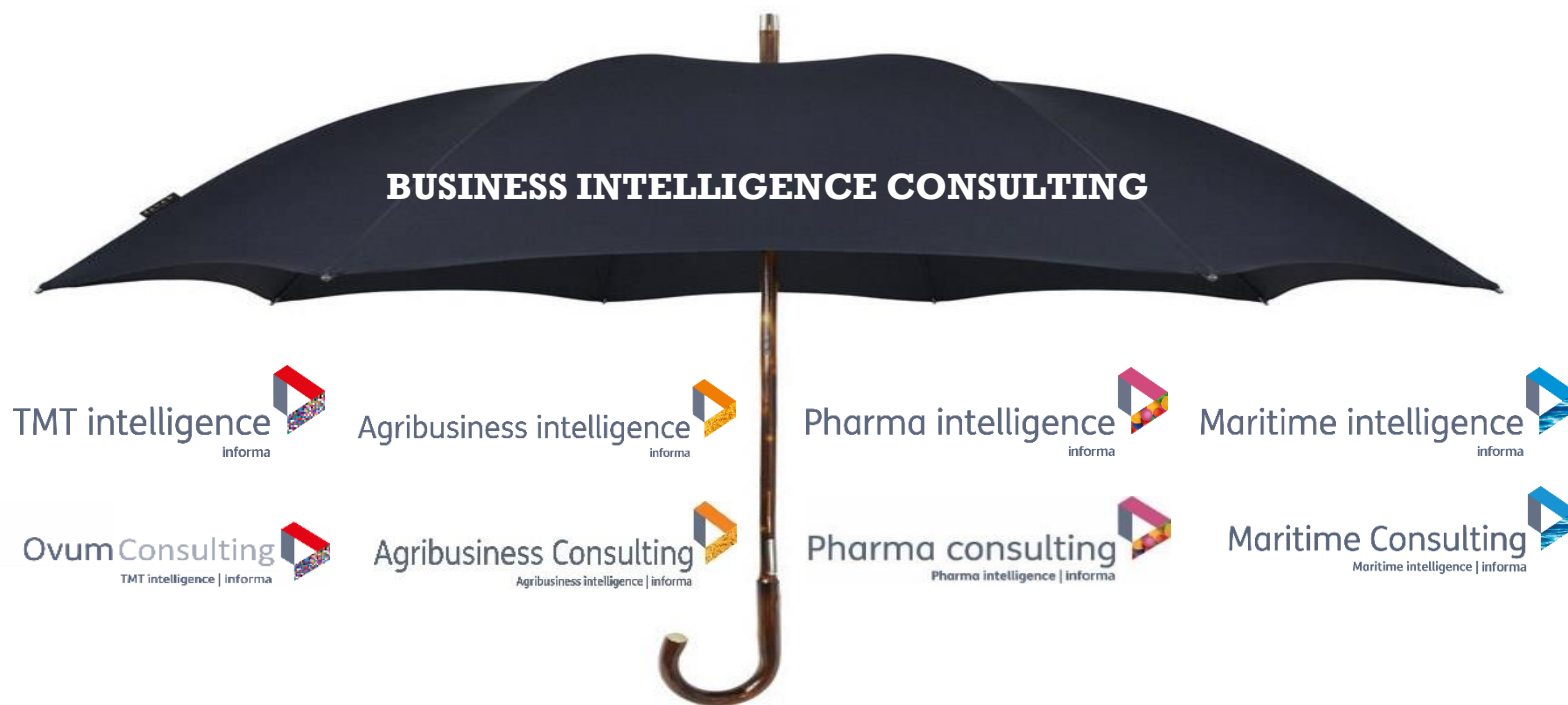 BUSINESS INTELLIGENCE CONSULTING
TMT intelligence
informa
Agribusiness intelligence
informa
Pharma intelligence
informa
Maritime intelligence
informa
Ovum Consulting
TMT intelligence | informa
Agribusiness Consulting
Agribusiness intelligence | informa
Pharma consulting
Pharma intelligence | informa
Maritime Consulting
Maritime intelligence | informa